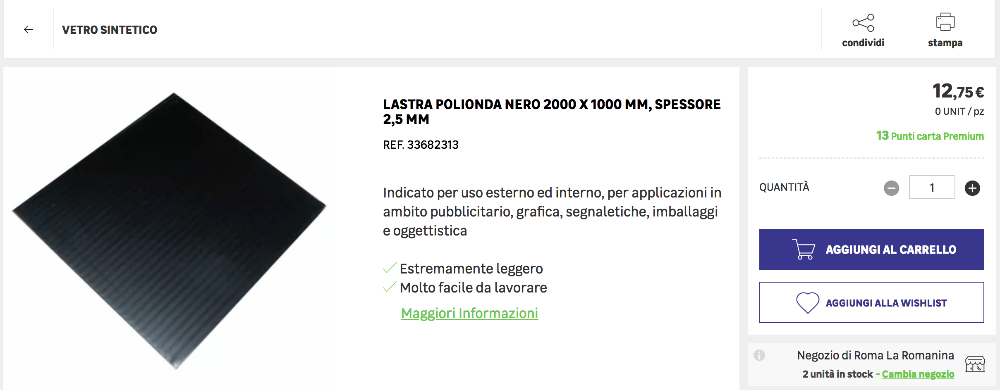 VETRO SINTETICO
condividi
stampa
LASTRA POLIONDA NERO 2000 X 1000 MM, SPESSORE
2,5 MM
REF. 33682313
Indicato per uso esterno ed interno, per applicazioni in
ambito pubblicitario, grafica, segnaletiche, imballaggi
e oggettistica
Estremamente leggero
Molto facile da lavorare
Maggiori Informazioni
12,75 €
0 UNIT / pz
13 Punti carta Premium
QUANTITÀ
1
AGGIUNGI AL CARRELLO
AGGIUNGI ALLA WISHLIST
Negozio di Roma La Romanina
2 unità in stock - Cambia negozio